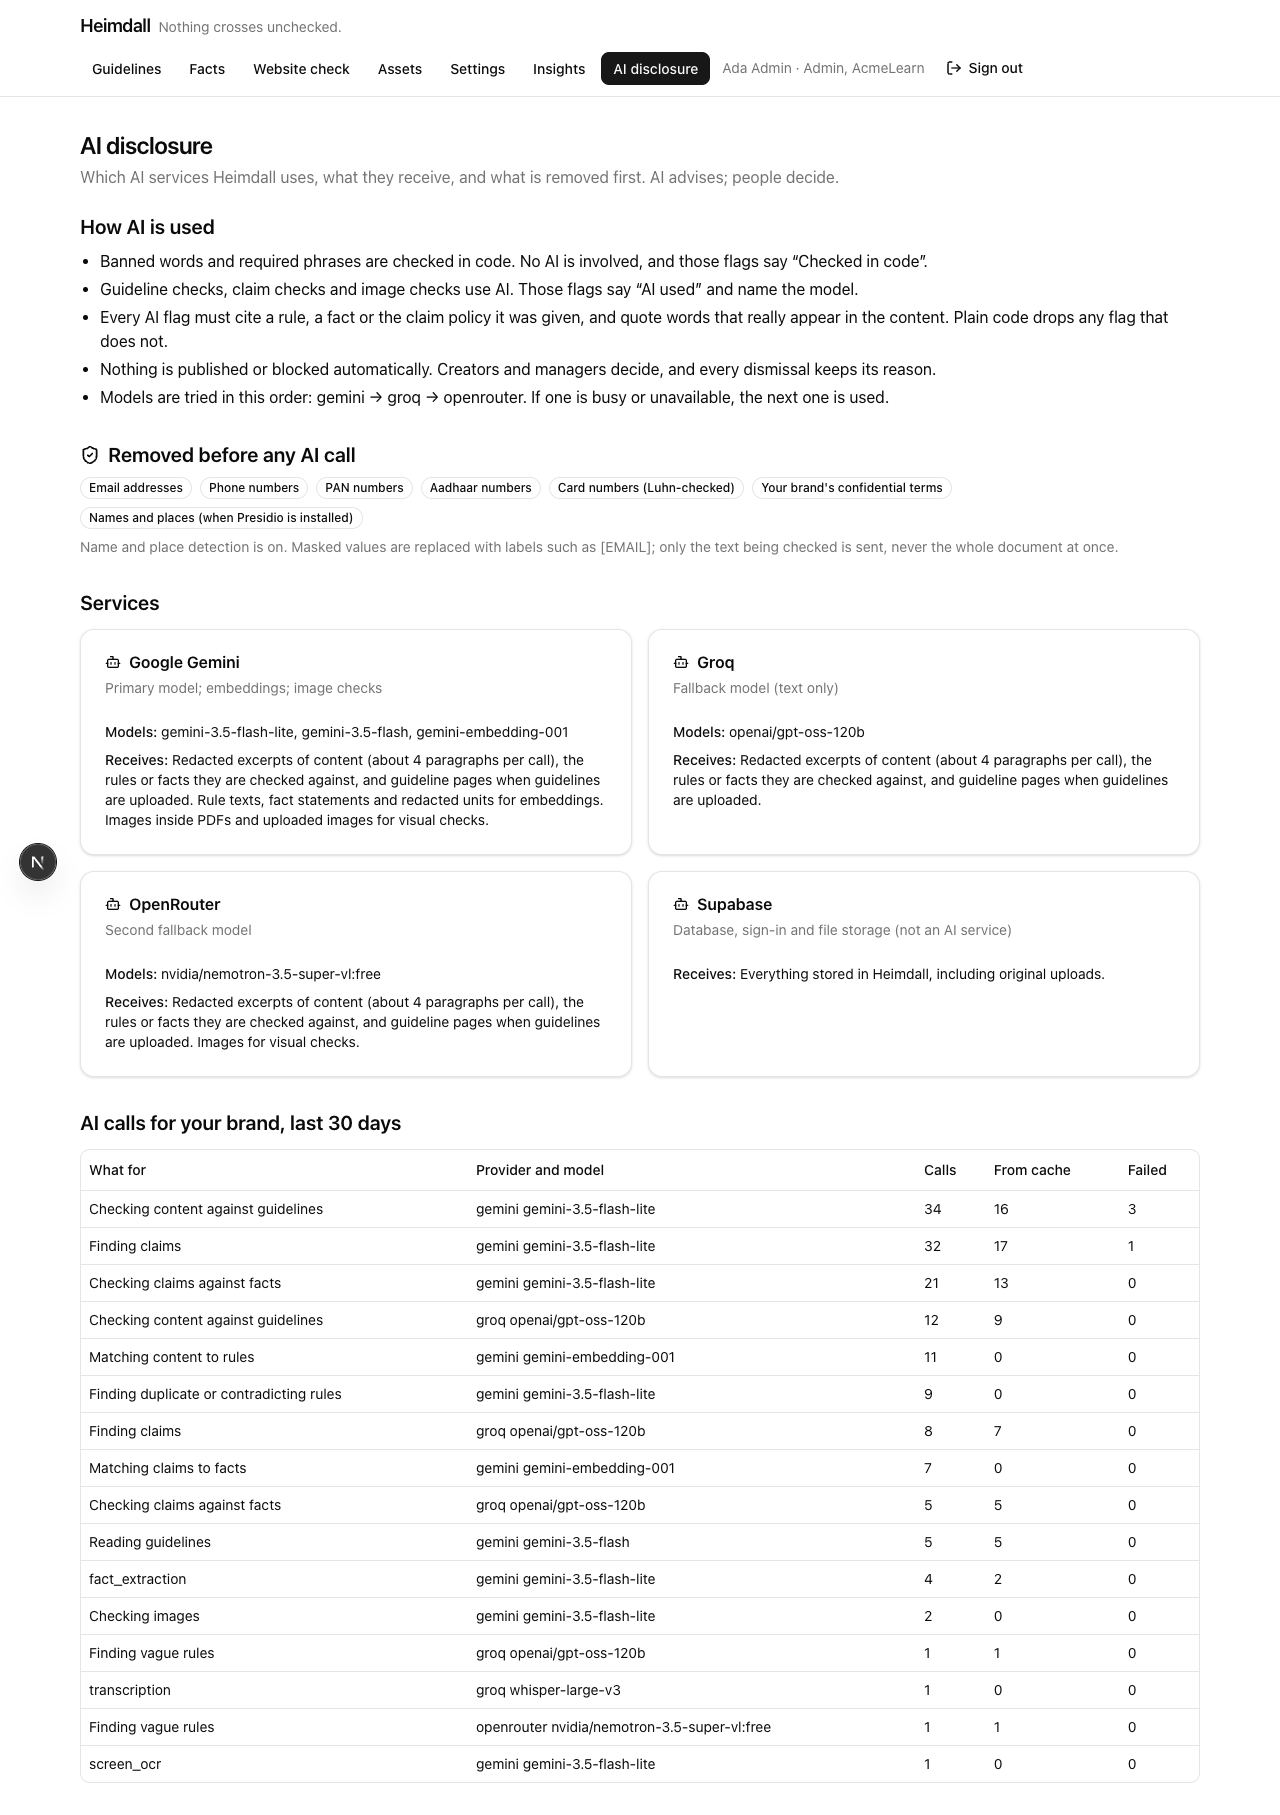 Heimdall Nothing crosses unchecked.
Guidelines Facts Website check Assets Settings Insights AI disclosure Ada Admin · Admin, AcmeLearn Sign out
AI disclosure
Which AI services Heimdall uses, what they receive, and what is removed first. AI advises; people decide.
How AI is used
• Banned words and required phrases are checked in code. No AI is involved, and those flags say “Checked in code”.
• Guideline checks, claim checks and image checks use AI. Those flags say “AI used” and name the model.
• Every AI flag must cite a rule, a fact or the claim policy it was given, and quote words that really appear in the content. Plain code drops any flag that
does not.
• Nothing is published or blocked automatically. Creators and managers decide, and every dismissal keeps its reason.
• Models are tried in this order: gemini → groq → openrouter. If one is busy or unavailable, the next one is used.
Removed before any AI call
Email addresses Phone numbers PAN numbers Aadhaar numbers Card numbers (Luhn-checked) Your brand's confidential terms
Names and places (when Presidio is installed)
Name and place detection is on. Masked values are replaced with labels such as [EMAIL]; only the text being checked is sent, never the whole document at once.
Services
Google Gemini
Primary model; embeddings; image checks
Models: gemini-3.5-flash-lite, gemini-3.5-flash, gemini-embedding-001
Receives: Redacted excerpts of content (about 4 paragraphs per call), the
rules or facts they are checked against, and guideline pages when guidelines
are uploaded. Rule texts, fact statements and redacted units for embeddings.
Images inside PDFs and uploaded images for visual checks.
Groq
Fallback model (text only)
Models: openai/gpt-oss-120b
Receives: Redacted excerpts of content (about 4 paragraphs per call), the
rules or facts they are checked against, and guideline pages when guidelines
are uploaded.
N
OpenRouter
Second fallback model
Models: nvidia/nemotron-3.5-super-vl:free
Receives: Redacted excerpts of content (about 4 paragraphs per call), the
rules or facts they are checked against, and guideline pages when guidelines
are uploaded. Images for visual checks.
Supabase
Database, sign-in and file storage (not an AI service)
Receives: Everything stored in Heimdall, including original uploads.
AI calls for your brand, last 30 days
What for Provider and model Calls From cache Failed
Checking content against guidelines gemini gemini-3.5-flash-lite 34 16 3
Finding claims gemini gemini-3.5-flash-lite 32 17 1
Checking claims against facts gemini gemini-3.5-flash-lite 21 13 0
Checking content against guidelines groq openai/gpt-oss-120b 12 9 0
Matching content to rules gemini gemini-embedding-001 11 0 0
Finding duplicate or contradicting rules gemini gemini-3.5-flash-lite 9 0 0
Finding claims groq openai/gpt-oss-120b 8 7 0
Matching claims to facts gemini gemini-embedding-001 7 0 0
Checking claims against facts groq openai/gpt-oss-120b 5 5 0
Reading guidelines gemini gemini-3.5-flash 5 5 0
fact_extraction gemini gemini-3.5-flash-lite 4 2 0
Checking images gemini gemini-3.5-flash-lite 2 0 0
Finding vague rules groq openai/gpt-oss-120b 1 1 0
transcription groq whisper-large-v3 1 0 0
Finding vague rules openrouter nvidia/nemotron-3.5-super-vl:free 1 1 0
screen_ocr gemini gemini-3.5-flash-lite 1 0 0